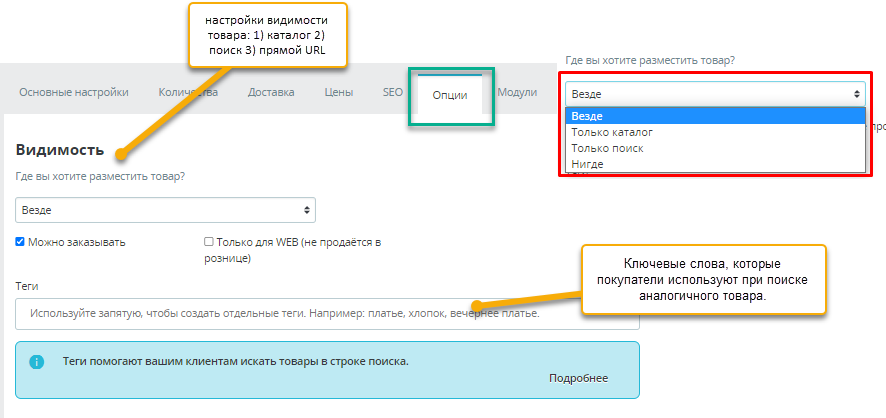 настройки видимости
товара: 1) каталог 2)
поиск 3) прямой URL
Где вы хотите разместить товар?
Основные настройки Количества Доставка Цены SEO Опции Модули
Везде
Везде
Только каталог
Только поиск
Нигде
Видимость
Где вы хотите разместить товар?
Везде
Можно заказывать
Только для WEB (не продаётся в
рознице)
Ключевые слова, которые
покупатели используют при поиске
аналогичного товара.
Теги
Используйте запятую, чтобы создать отдельные теги. Например: платье, хлопок, вечернее платье.
Теги помогают вашим клиентам искать товары в строке поиска.
Подробнее